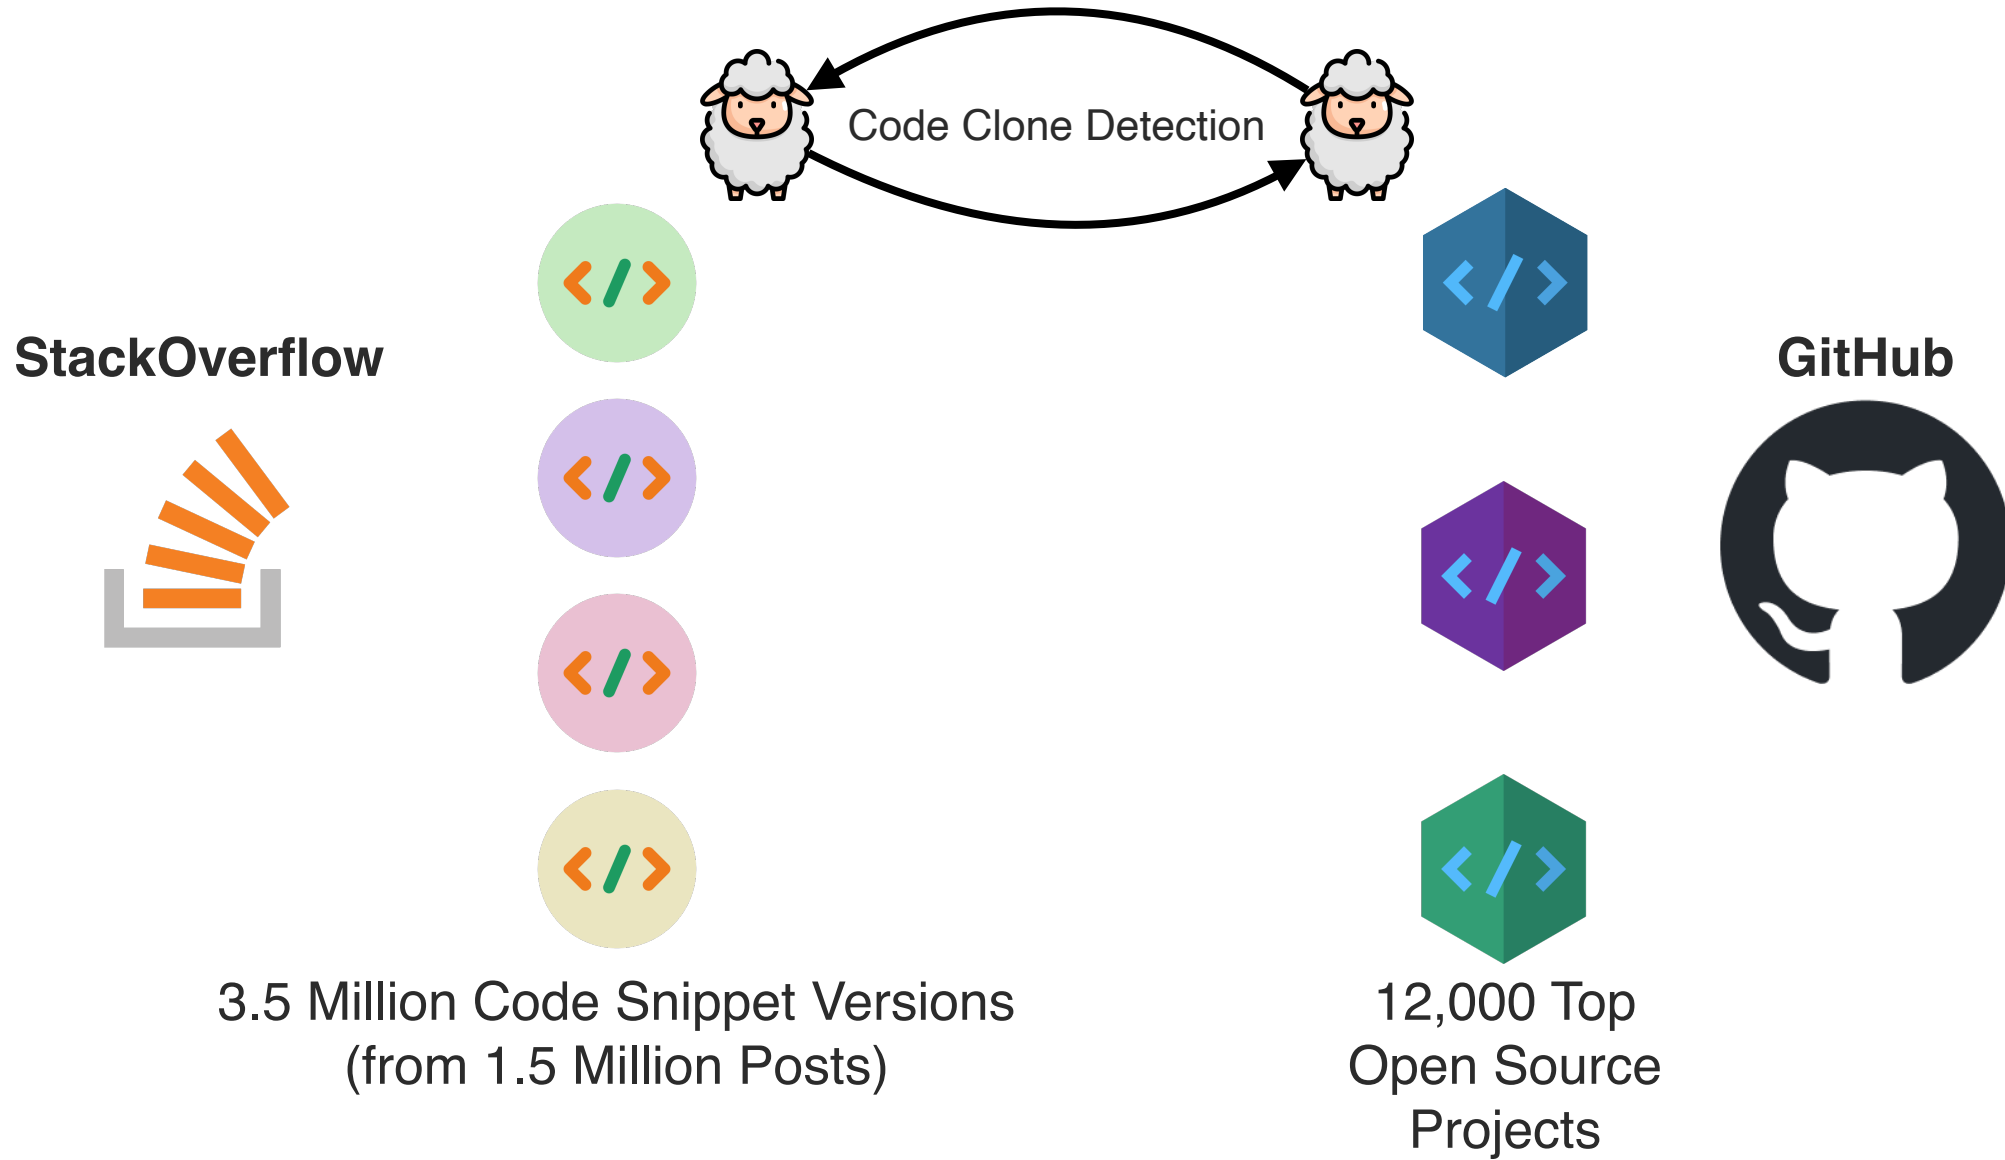 Code Clone Detection
StackOverflow
GitHub
3.5 Million Code Snippet Versions
(from 1.5 Million Posts)
12,000 Top
Open Source
Projects